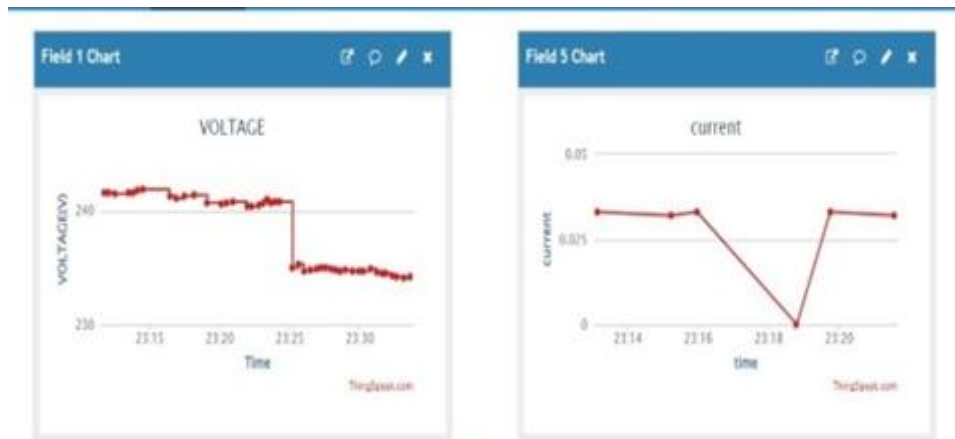 Field 1 Chart
VOLTAGE
VOLTAGE(V)
240
230
23:15
23:20
23:25
23:30
Time
ThingSpeak.com
Field 5 Chart
current
current
0.05
0.025
0
23:14
23:16
23:18
23:20
time
ThingSpeak.com